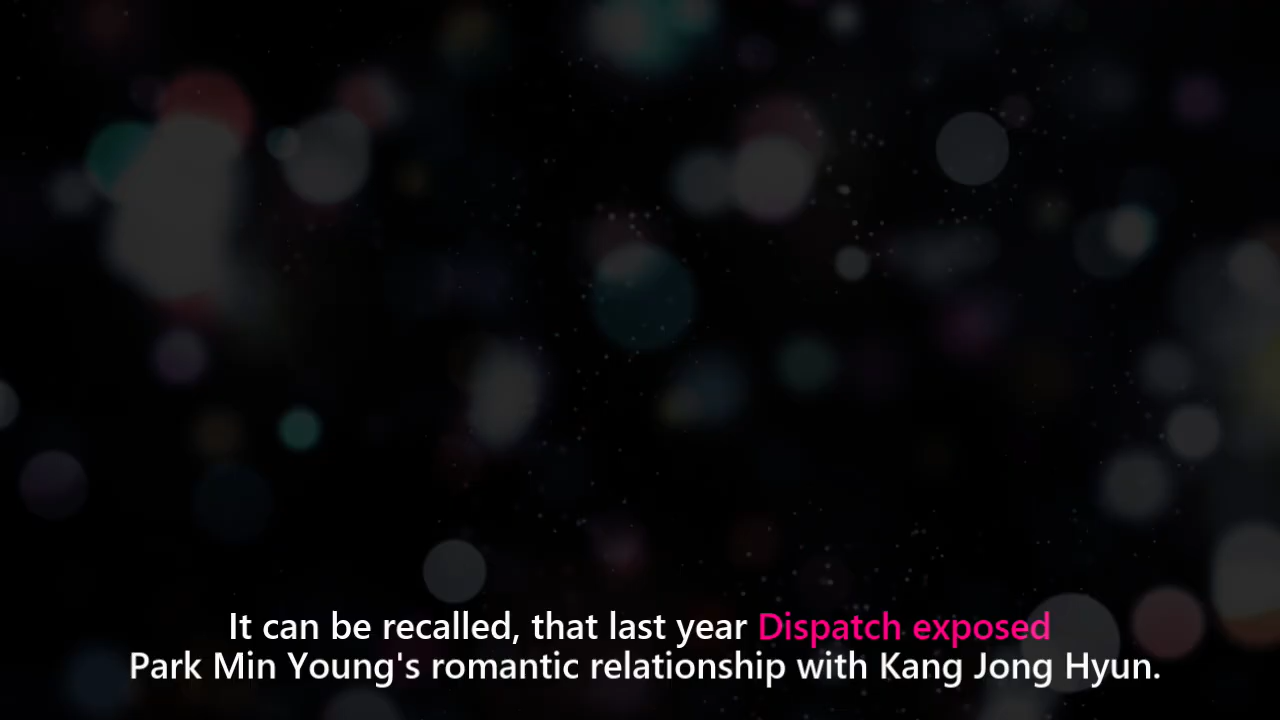 It can be recalled, that last year Dispatch exposed
Park Min Young's romantic relationship with Kang Jong Hyun.